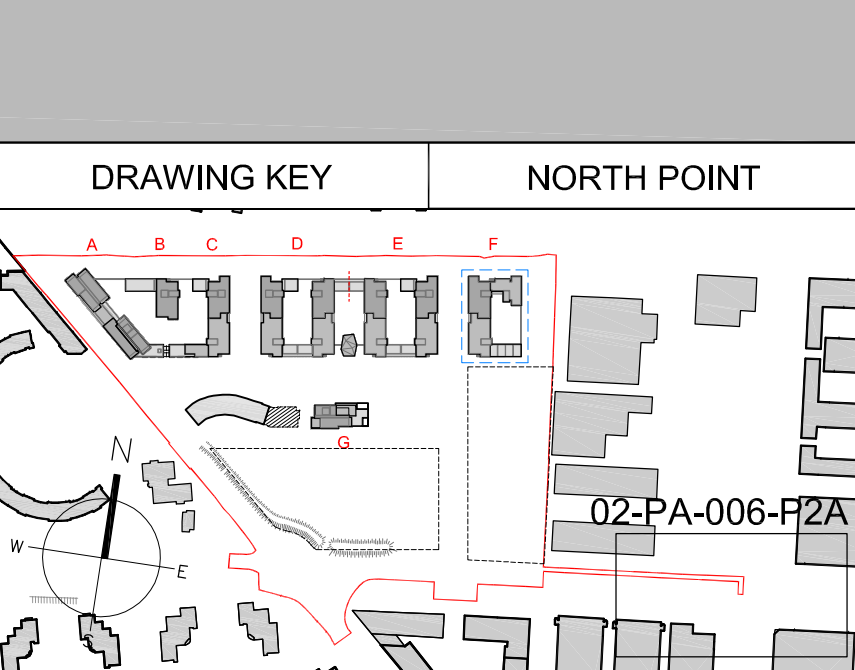 DRAWING KEY
NORTH POINT
A B C D E F
G
N
02-PA-006-P2A
W
E